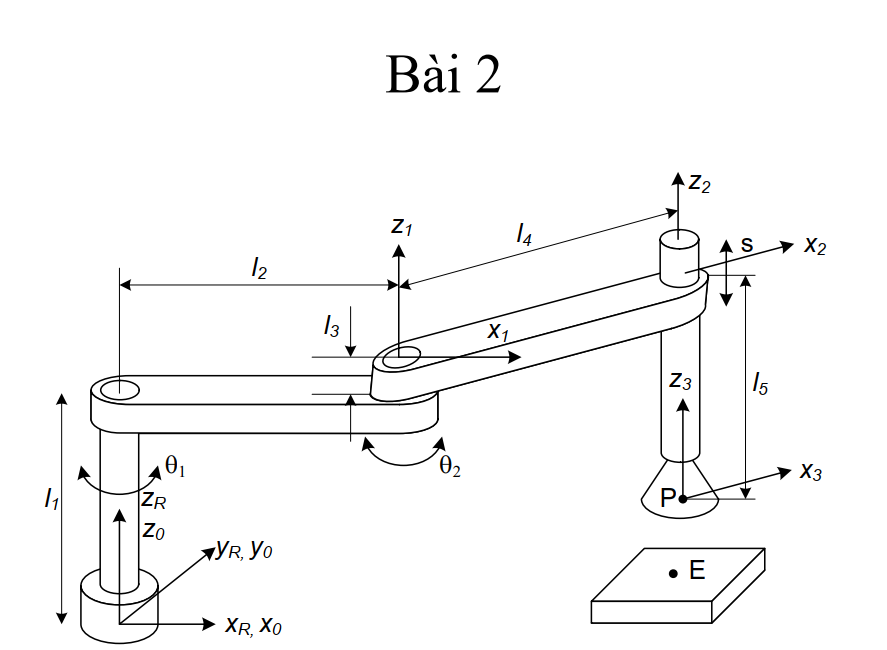 Bài 2
z2
l4
s
x2
z1
l2
l3
x1
z3
l5
θ1
θ2
x3
l1
zR
P
z0
yR, y0
E
xR, x0